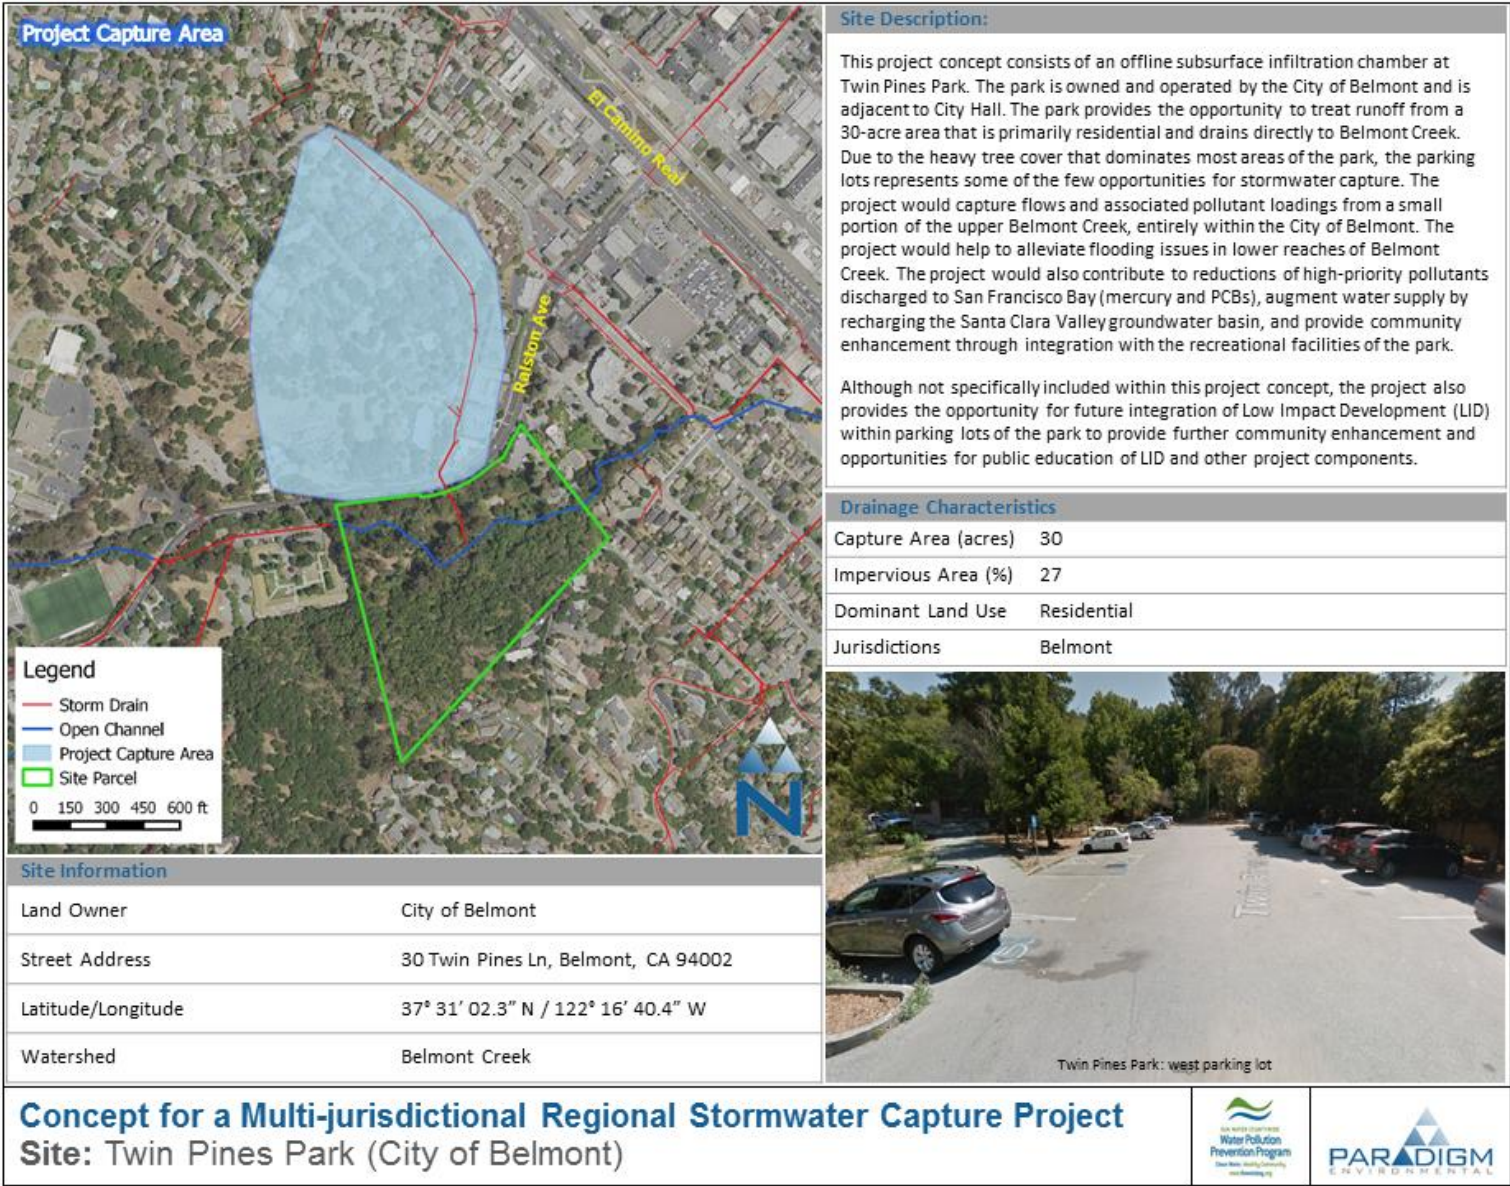 Project Capture Area
El Camino Real
Ralston Ave
Legend
Storm Drain
Open Channel
Project Capture Area
Site Parcel
0 150 300 450 600 ft
N
Site Description:
This project concept consists of an offline subsurface infiltration chamber at
Twin Pines Park. The park is owned and operated by the City of Belmont and is
adjacent to City Hall. The park provides the opportunity to treat runoff from a
30-acre area that is primarily residential and drains directly to Belmont Creek.
Due to the heavy tree cover that dominates most areas of the park, the parking
lots represents some of the few opportunities for stormwater capture. The
project would capture flows and associated pollutant loadings from a small
portion of the upper Belmont Creek, entirely within the City of Belmont. The
project would help to alleviate flooding issues in lower reaches of Belmont
Creek. The project would also contribute to reductions of high-priority pollutants
discharged to San Francisco Bay (mercury and PCBs), augment water supply by
recharging the Santa Clara Valley groundwater basin, and provide community
enhancement through integration with the recreational facilities of the park.
Although not specifically included within this project concept, the project also
provides the opportunity for future integration of Low Impact Development (LID)
within parking lots of the park to provide further community enhancement and
opportunities for public education of LID and other project components.
Drainage Characteristics
Capture Area (acres) 30
Impervious Area (%) 27
Dominant Land Use Residential
Jurisdictions Belmont
Twin Pines Park: west parking lot
Site Information
Land Owner City of Belmont
Street Address 30 Twin Pines Ln, Belmont, CA 94002
Latitude/Longitude 37° 31′ 02.3″ N / 122° 16′ 40.4″ W
Watershed Belmont Creek
Concept for a Multi-jurisdictional Regional Stormwater Capture Project
Site: Twin Pines Park (City of Belmont)
Water Pollution
Prevention Program
PARADIGM
ENVIRONMENTAL